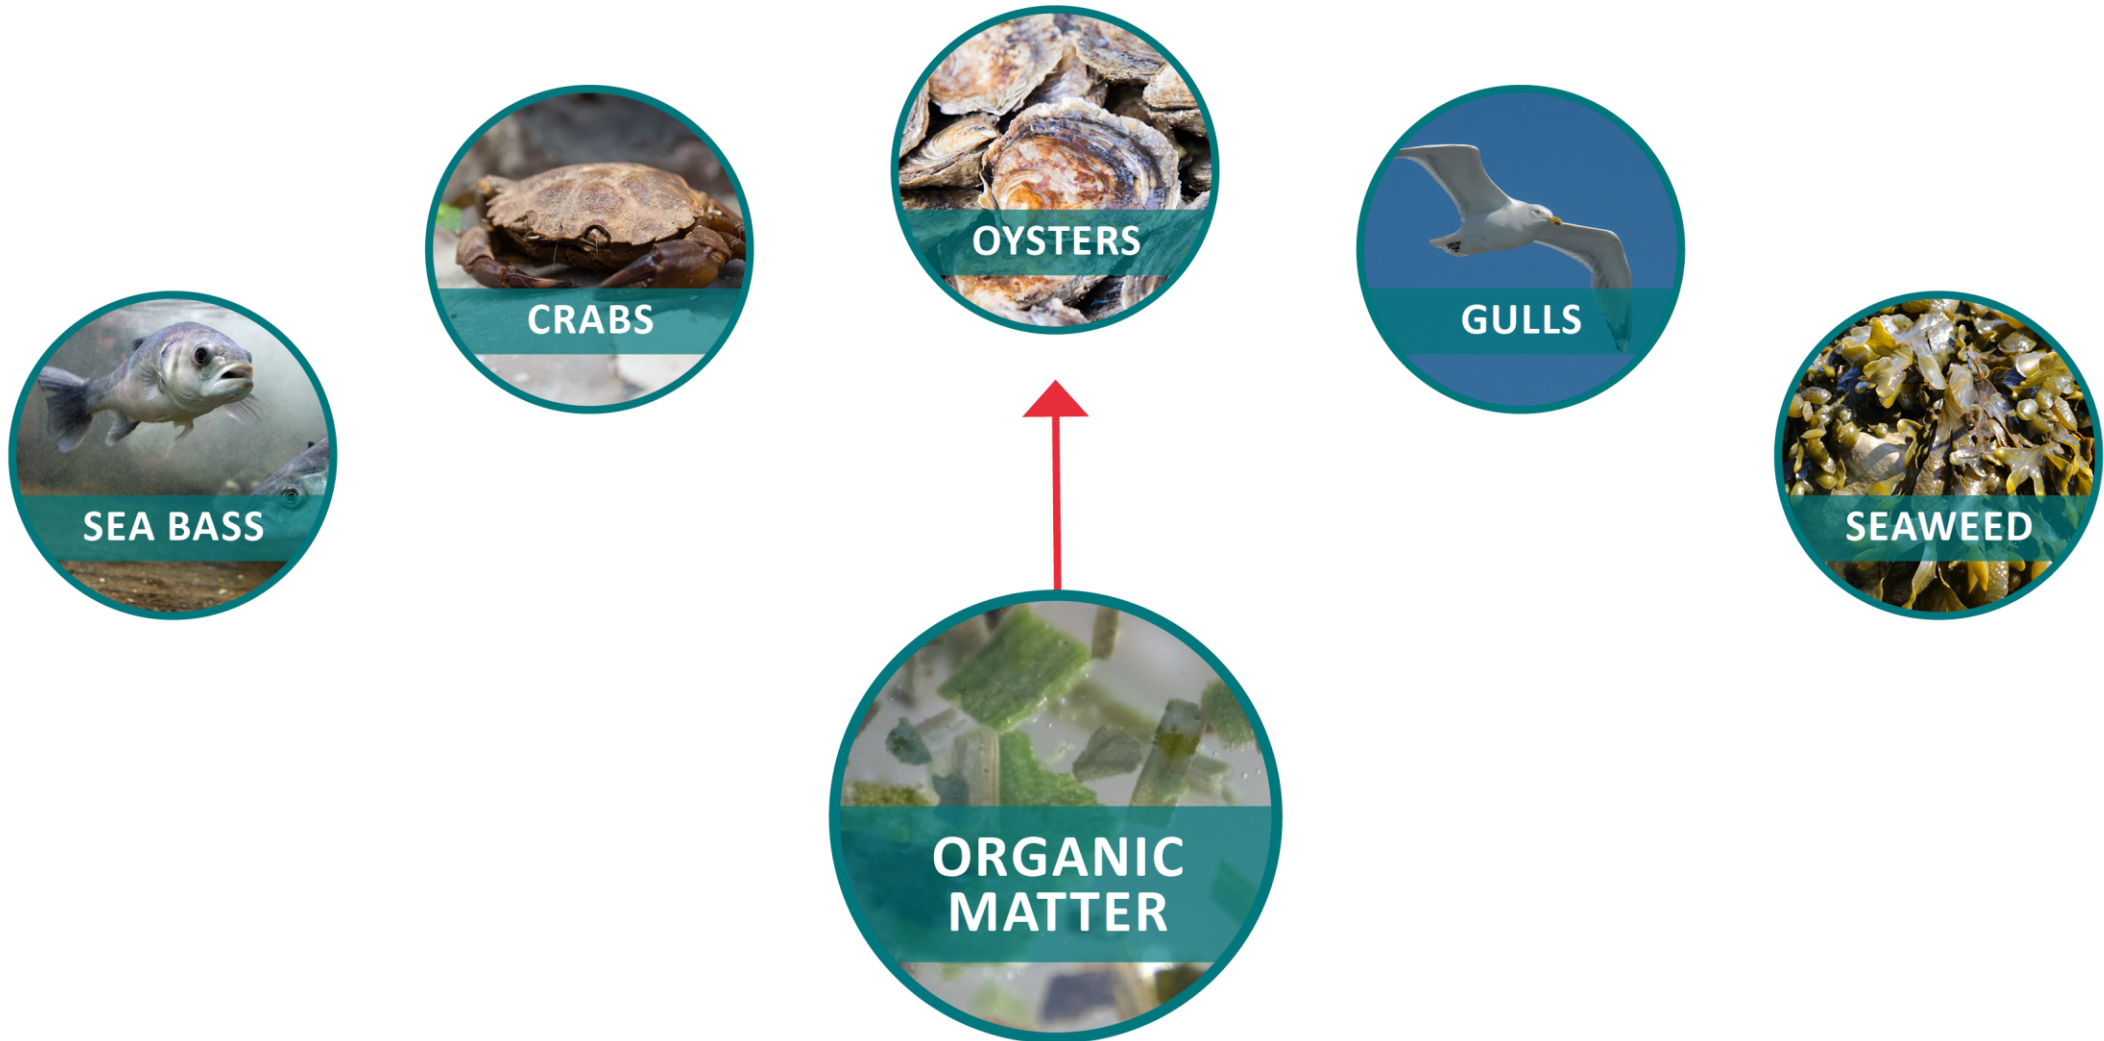 OYSTERS
CRABS
GULLS
SEA BASS
SEAWEED
ORGANIC
MATTER